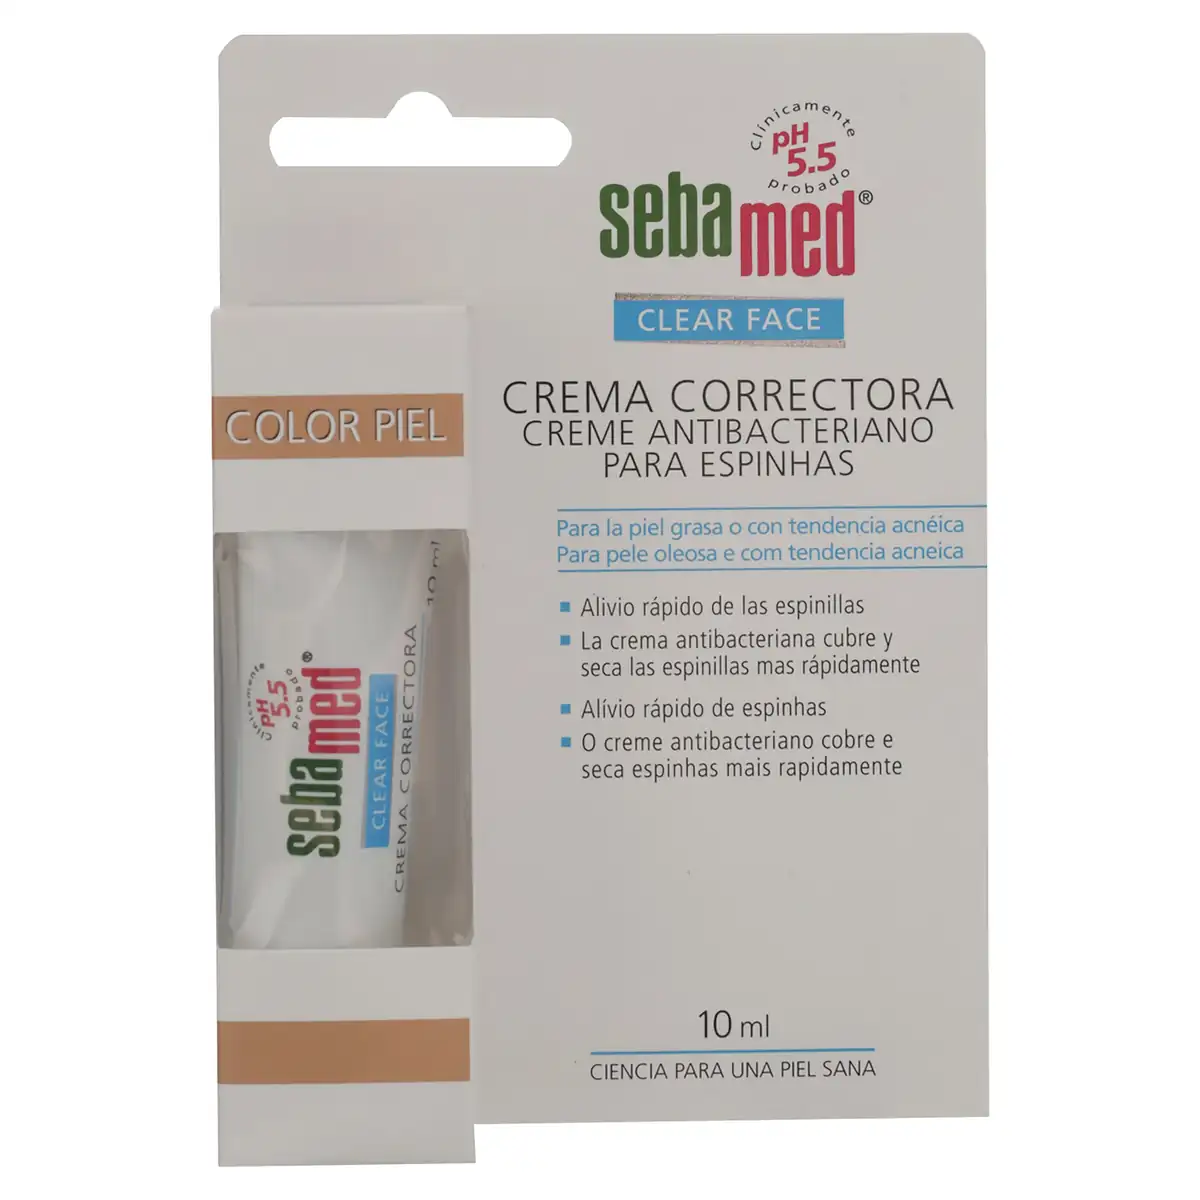 Clínicamente
pH
5.5
probado
sebamed®
CLEAR FACE
CREMA CORRECTORA
CREME ANTIBACTERIANO
PARA ESPINHAS
Para la piel grasa o con tendencia acnéica
Para pele oleosa e com tendencia acneica
▪ Alivio rápido de las espinillas
▪ La crema antibacteriana cubre y
seca las espinillas mas rápidamente
▪ Alívio rápido de espinhas
▪ O creme antibacteriano cobre e
seca espinhas mais rapidamente
10 ml
CIENCIA PARA UNA PIEL SANA
COLOR PIEL
Clínicamente
pH
5.5
probado
sebamed®
CLEAR FACE
CREMA CORRECTORA 10 ml